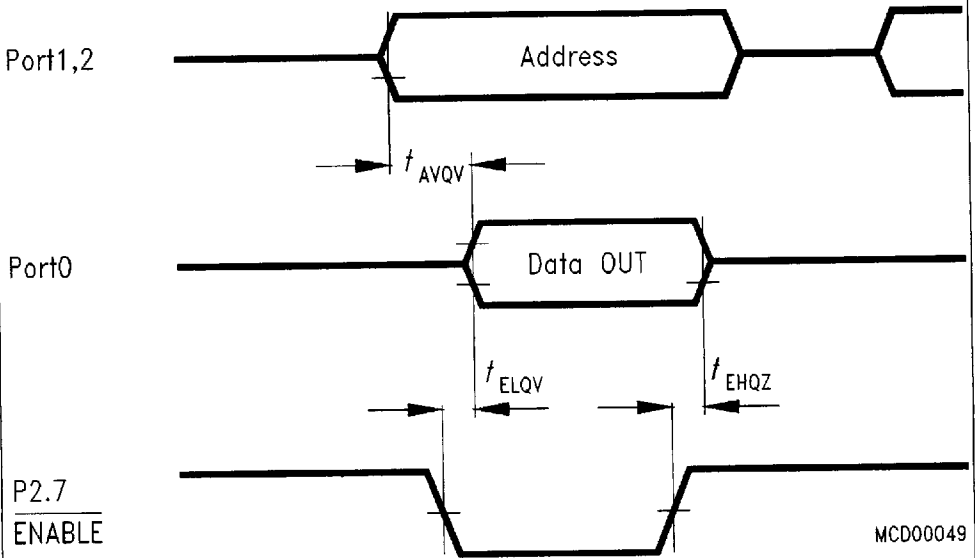 Port1,2
Address
t AVQV
Port0
Data OUT
t ELQV
t EHQZ
P2.7
ENABLE
MCD00049